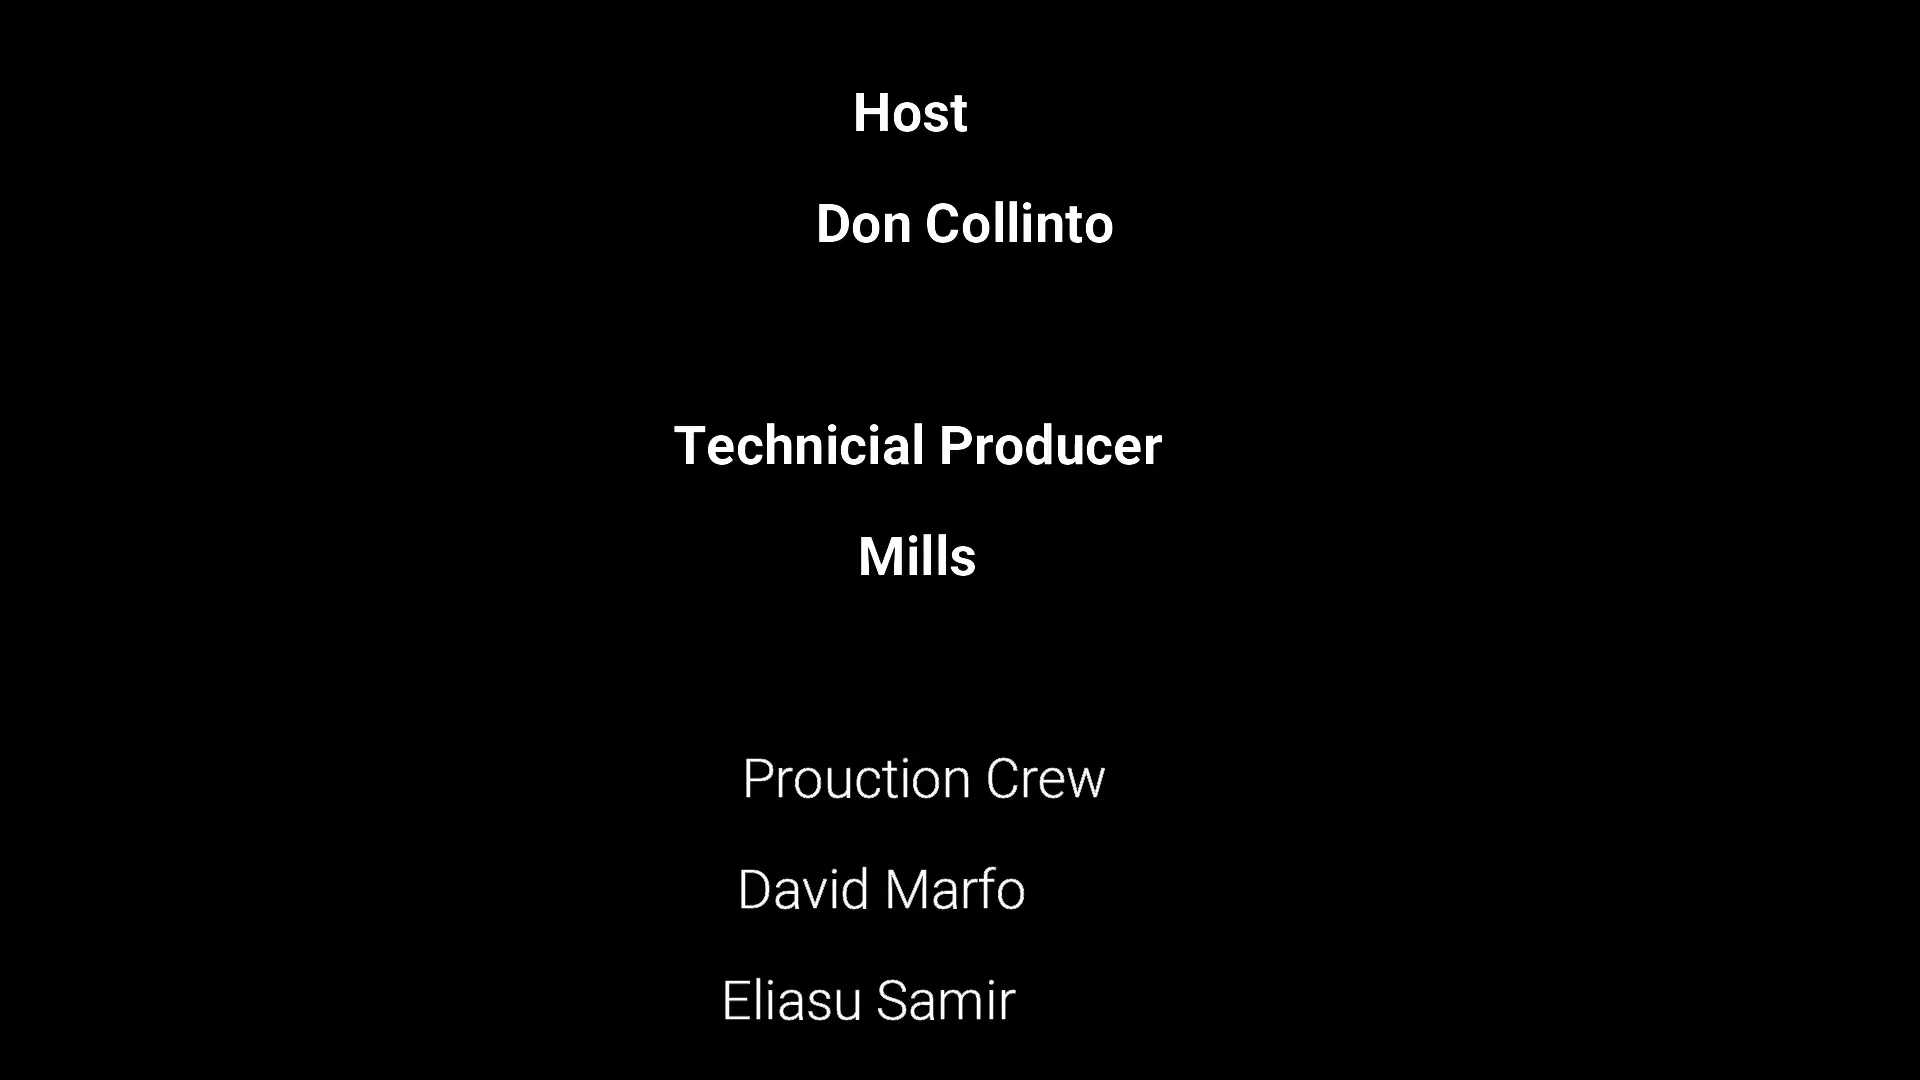 Host
Don Collinto
Technicial Producer
Mills
Prouction Crew
David Marfo
Eliasu Samir